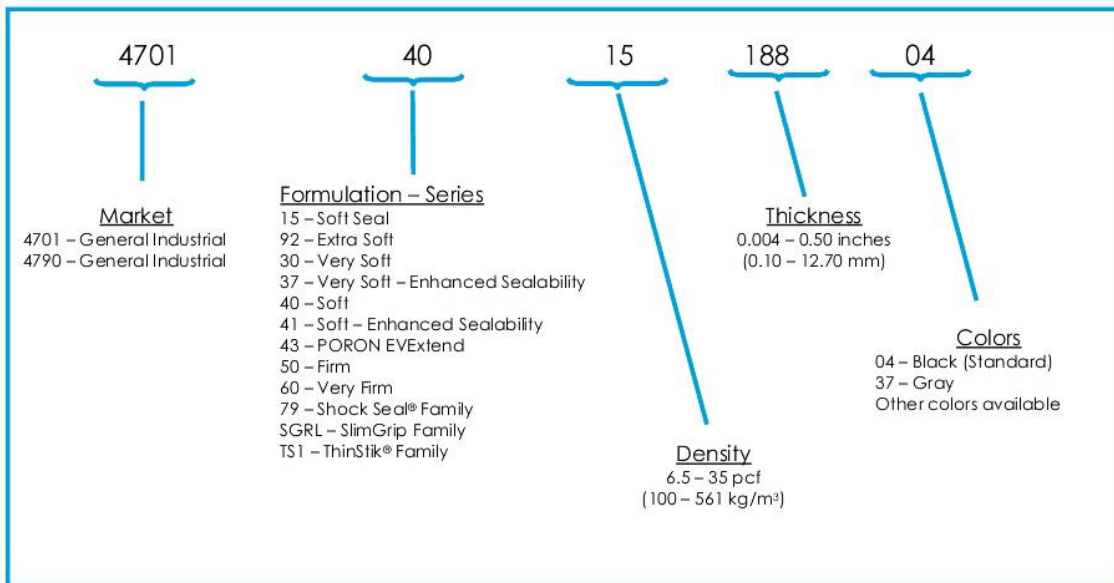 4701 40 15 188 04
Market
4701 – General Industrial
4790 – General Industrial
Formulation – Series
15 – Soft Seal
92 – Extra Soft
30 – Very Soft
37 – Very Soft – Enhanced Sealability
40 – Soft
41 – Soft – Enhanced Sealability
43 – PORON EVExtend
50 – Firm
60 – Very Firm
79 – Shock Seal® Family
SGRL – SlimGrip Family
TS1 – ThinStik® Family
Density
6.5 – 35 pcf
(100 – 561 kg/m³)
Thickness
0.004 – 0.50 inches
(0.10 – 12.70 mm)
Colors
04 – Black (Standard)
37 – Gray
Other colors available